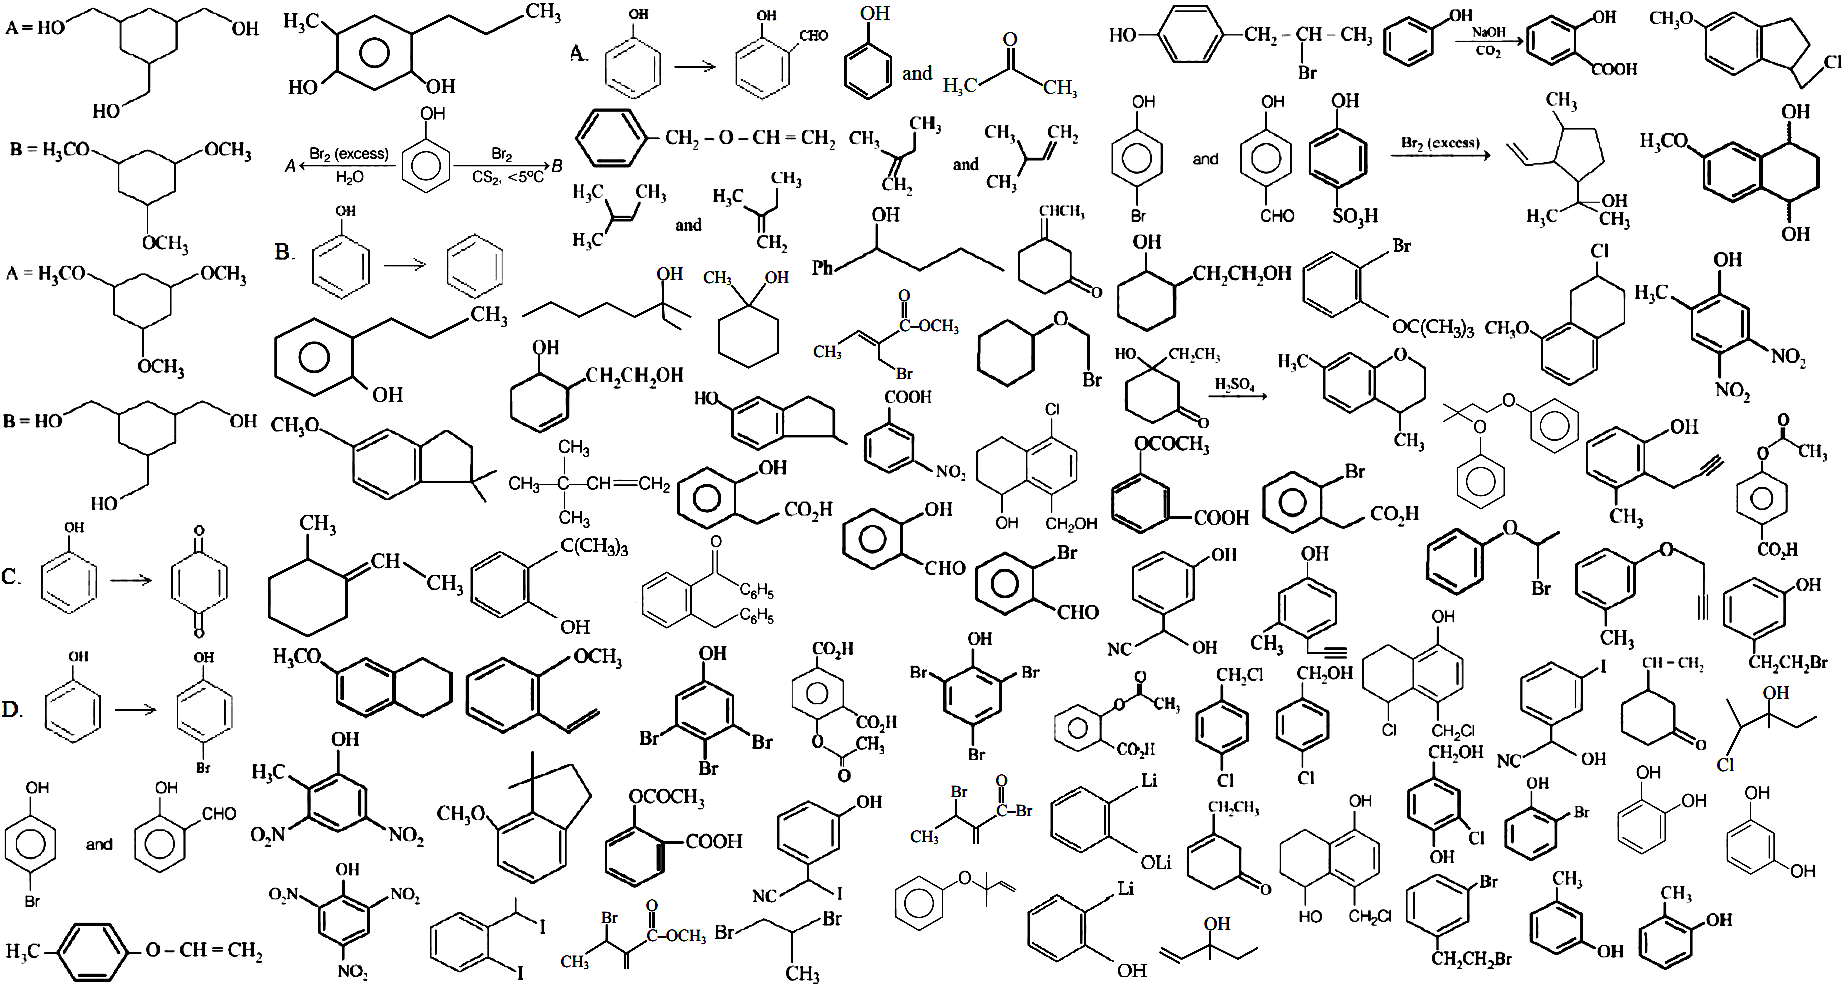 A = HO OH
HO
H₃C CH₃
HO OH
A. OH → OH CHO
OH and O H₃C CH₃
HO CH₂ – CH – CH₃
Br
OH NaOH CO₂ OH COOH
CH₃O Cl
B = H₃CO OCH₃
OCH₃
A Br₂ (excess) H₂O OH Br₂ CS₂, <5°C B
CH₂ – O – CH = CH₂
CH₃ CH₃ CH₂ and CH₃ CH₂ CH₃
OH Br and OH CHO
OH SO₃H Br₂ (excess)
CH₃ OH H₃C CH₃
H₃CO OH OH
H₃C CH₃ H₃C and CH₃ H₃C CH₂
A = H₃CO OCH₃
OCH₃
B. OH →
OH Ph
CHCH₃ O
OH CH₂CH₂OH
Br OC(CH₃)₃
Cl CH₃O
OH H₃C NO₂ NO₂
CH₃ OH
OH
CH₃ OH
O OCH₃ CH₃ Br
O Br
HO CH₂CH₃ O H₂SO₄
H₃C O CH₃
O O
OH CH₃
O O CH₃ CO₂H
B = HO OH
HO
CH₃O
OH CH₂CH₂OH
CH₃ CH₃–C–CH=CH₂ CH₃
HO
COOH NO₂
OH CO₂H
Cl OH CH₂OH
OCOCH₃ COOH
Br CO₂H
C. OH → O O
CH₃ CH CH₃
C(CH₃)₃ OH
O C₆H₅ C₆H₅
OH CHO
Br CHO
OH NC OH
OH CH₃
O Br
O CH₃
OH CH₂CH₂Br
D. OH → OH Br
H₃CO
OCH₃
OH Br Br Br
CO₂H CO₂H O CH₃ O
OH Br Br Br
O O CH₃ CO₂H
CH₂Cl Cl
CH₂OH Cl
OH Cl CH₂Cl
I NC OH
CH–CH₂ O
OH Cl
OH Br and OH CHO
OH H₃C O₂N NO₂
CH₃O
OCOCH₃ COOH
OH NC I
Br O C–Br CH₃
Li OLi
CH₂CH₃ O
OH HO CH₂Cl
CH₂OH Cl OH
OH Br
OH OH
OH OH
H₃C O – CH = CH₂
OH O₂N NO₂ NO₂
I I
Br O C–OCH₃ CH₃
Br Br CH₃
O
Li OH
OH
Br CH₂CH₂Br
CH₃ OH
CH₃ OH